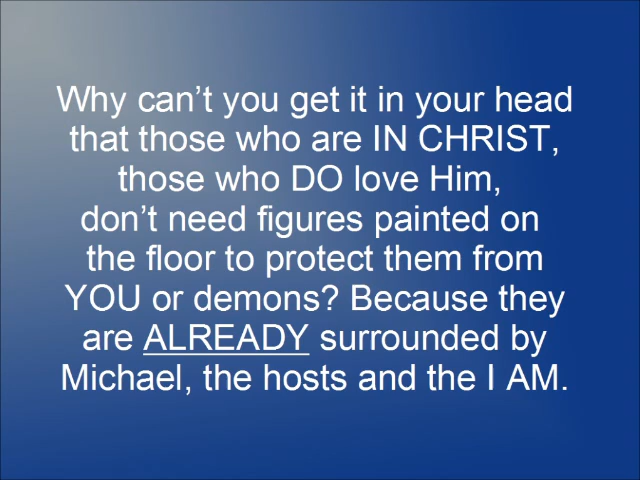 Why can’t you get it in your head
that those who are IN CHRIST,
those who DO love Him,
don’t need figures painted on
the floor to protect them from
YOU or demons? Because they
are ALREADY surrounded by
Michael, the hosts and the I AM.